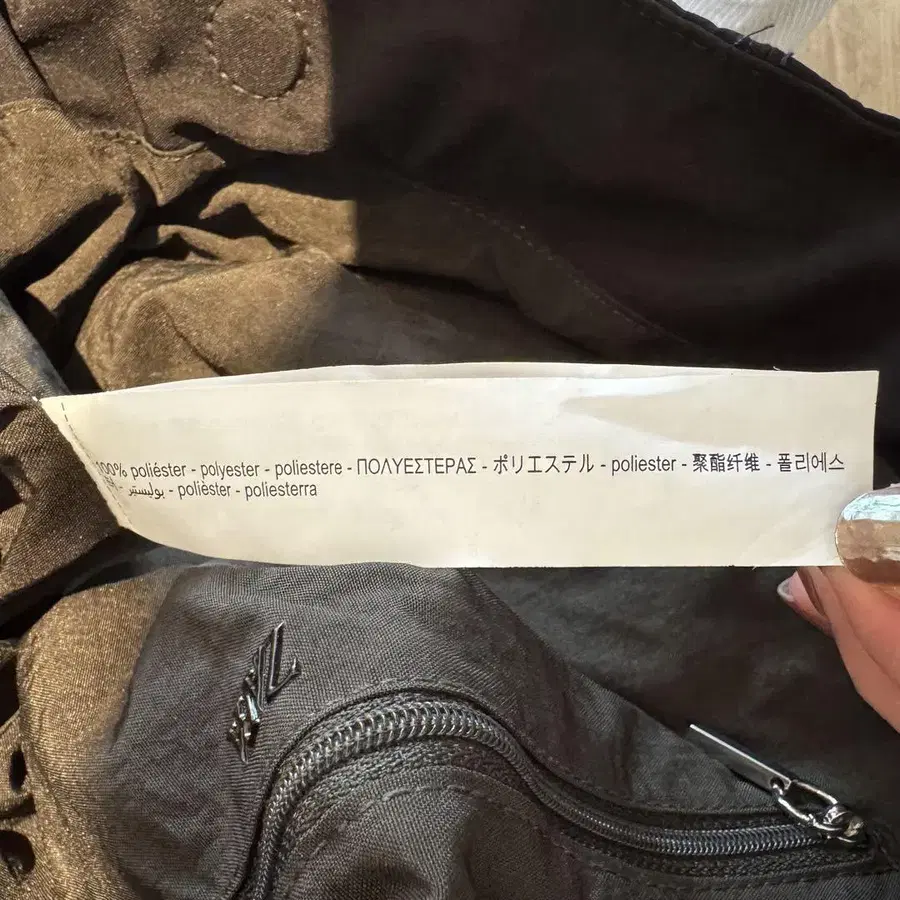 100% poliéster - polyester - poliestere - ΠΟΛΥΕΣΤΕΡΑΣ - ポリエステル - poliester - 聚酯纤维 - 폴리에스
- بوليستر - polièster - poliesterra